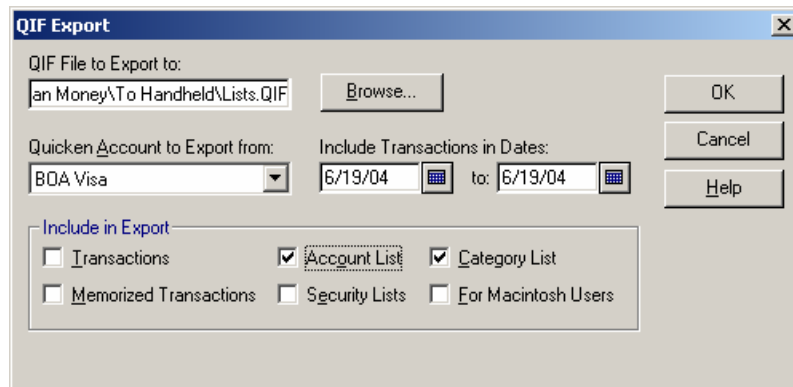 QIF Export
QIF File to Export to:
an Money\To Handheld\Lists.QIF
Browse...
OK
Cancel
Help
Quicken Account to Export from:
BOA Visa
Include Transactions in Dates:
6/19/04 to: 6/19/04
Include in Export
Transactions Account List Category List
Memorized Transactions Security Lists For Macintosh Users